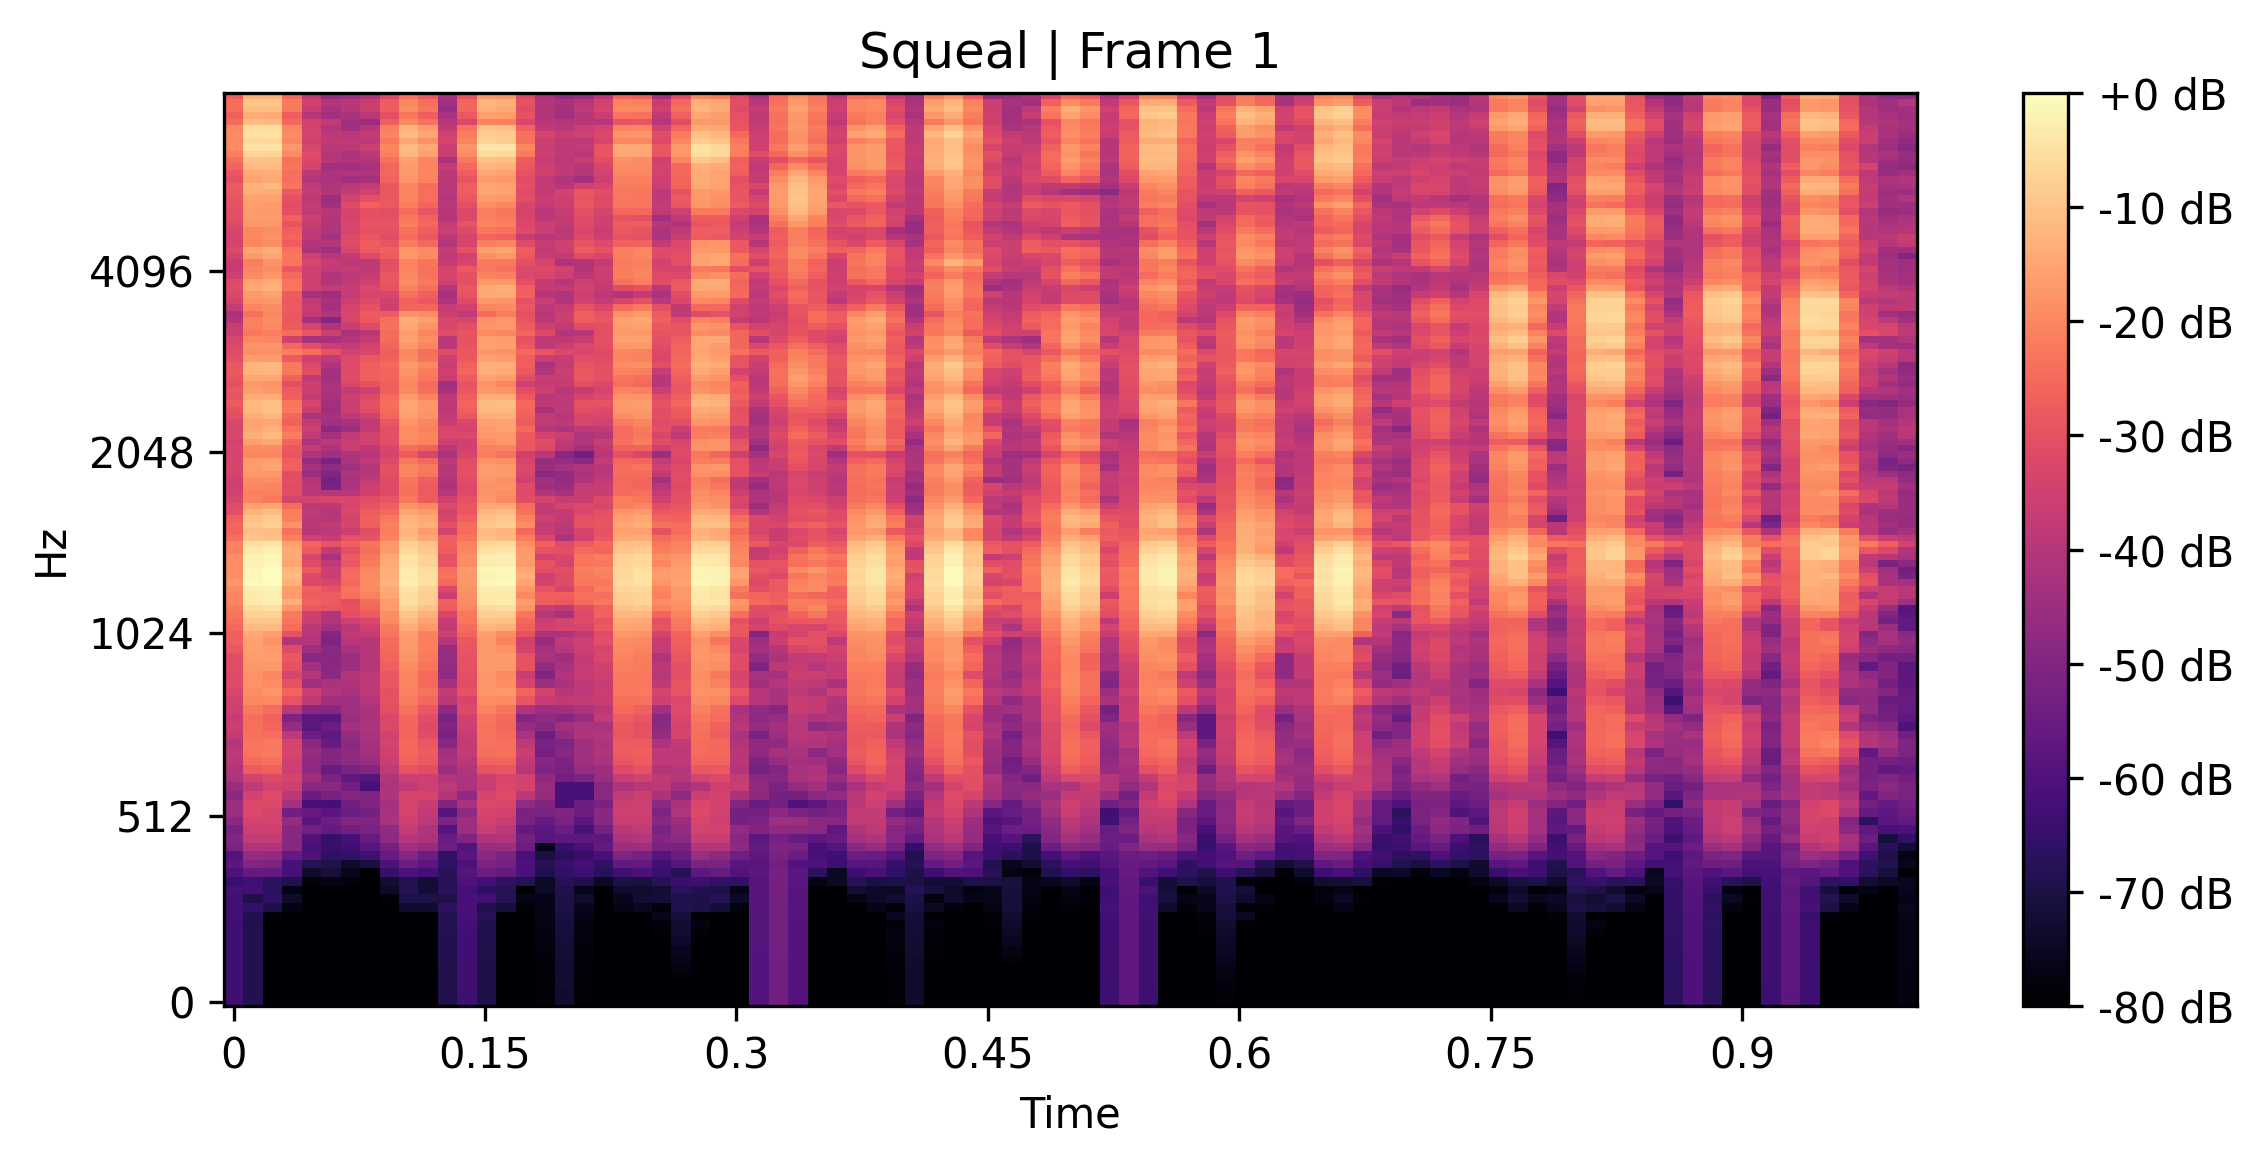 Squeal | Frame 1
+0 dB
-10 dB
-20 dB
-30 dB
-40 dB
-50 dB
-60 dB
-70 dB
-80 dB
4096
2048
1024
512
0
Hz
0 0.15 0.3 0.45 0.6 0.75 0.9
Time